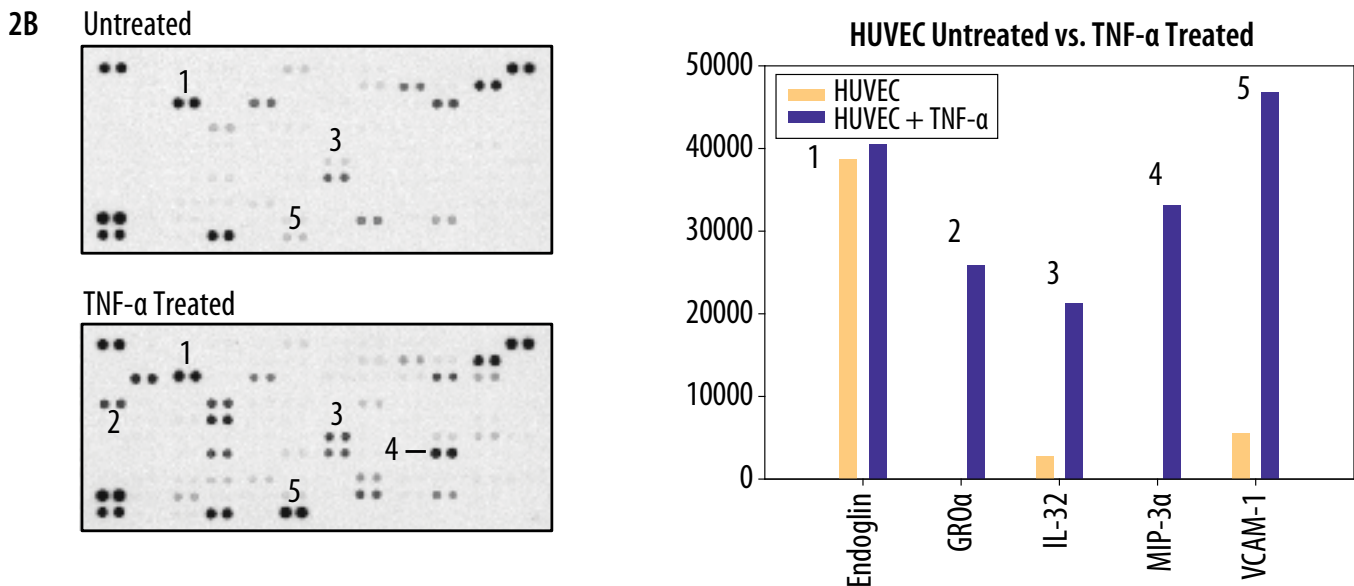 2B
Untreated
1
3
5
TNF-α Treated
1
2
3
4
5
HUVEC Untreated vs. TNF-α Treated
50000
40000
30000
20000
10000
0
HUVEC
HUVEC + TNF-α
1
2
3
4
5
Endoglin
GROα
IL-32
MIP-3α
VCAM-1